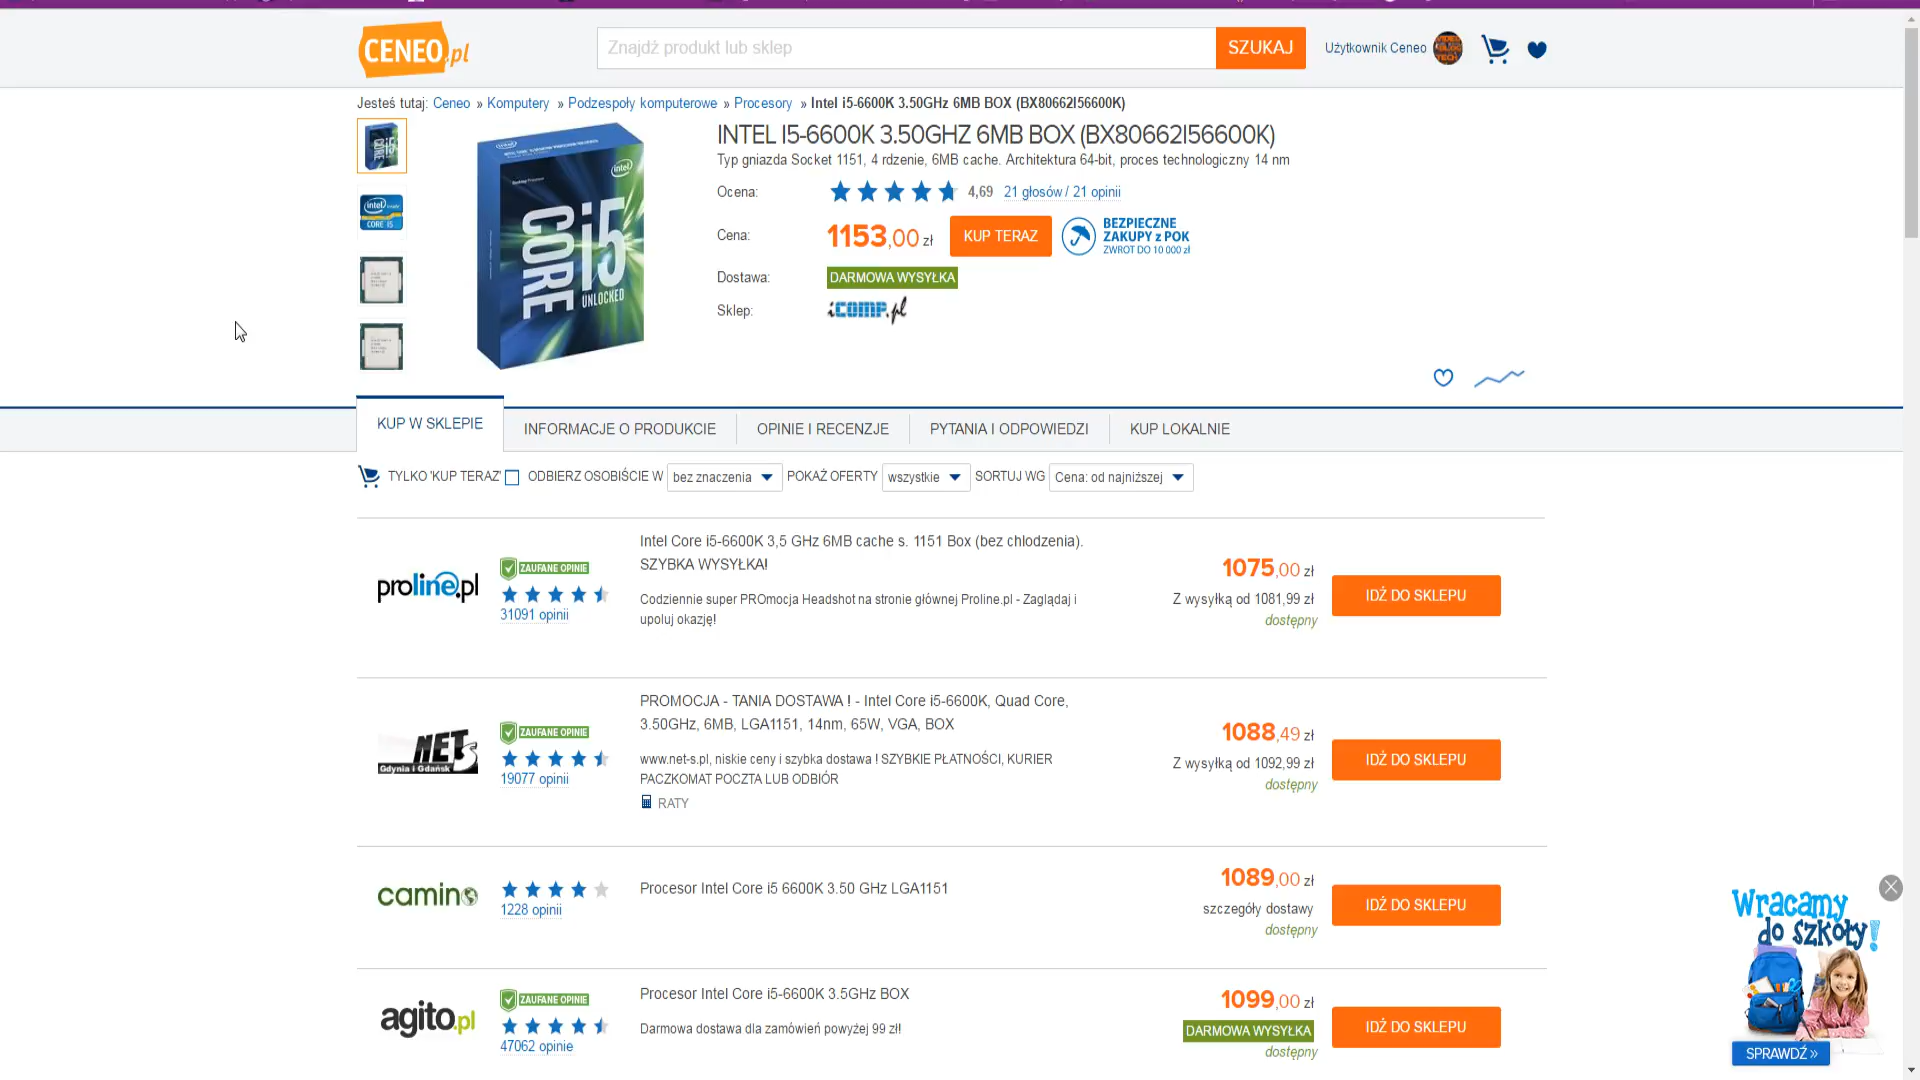 CENEO.pl
Znajdź produkt lub sklep
SZUKAJ
Użytkownik Ceneo
Jesteś tutaj: Ceneo » Komputery » Podzespoły komputerowe » Procesory » Intel i5-6600K 3.50GHz 6MB BOX (BX80662I56600K)
INTEL I5-6600K 3.50GHZ 6MB BOX (BX80662I56600K)
Typ gniazda Socket 1151, 4 rdzenie, 6MB cache. Architektura 64-bit, proces technologiczny 14 nm
Ocena: 4,69 21 głosów / 21 opinii
Cena: 1153,00 zł KUP TERAZ
BEZPIECZNE
ZAKUPY z POK
ZWROT DO 10 000 zł
Dostawa: DARMOWA WYSYŁKA
Sklep: iCOMP.pl
intel
CORE i5
UNLOCKED
intel
CORE i5
KUP W SKLEPIE
INFORMACJE O PRODUKCIE
OPINIE I RECENZJE
PYTANIA I ODPOWIEDZI
KUP LOKALNIE
TYLKO 'KUP TERAZ' ODBIERZ OSOBIŚCIE W bez znaczenia POKAŻ OFERTY wszystkie SORTUJ WG Cena: od najniższej
proline.pl
ZAUFANE OPINIE
31091 opinii
Intel Core i5-6600K 3,5 GHz 6MB cache s. 1151 Box (bez chlodzenia).
SZYBKA WYSYŁKA!
Codziennie super PROmocja Headshot na stronie głównej Proline.pl - Zaglądaj i
upoluj okazję!
1075,00 zł
Z wysyłką od 1081,99 zł
dostępny
IDŹ DO SKLEPU
NETs
Gdynia i Gdańsk
ZAUFANE OPINIE
19077 opinii
PROMOCJA - TANIA DOSTAWA ! - Intel Core i5-6600K, Quad Core,
3.50GHz, 6MB, LGA1151, 14nm, 65W, VGA, BOX
www.net-s.pl, niskie ceny i szybka dostawa ! SZYBKIE PŁATNOŚCI, KURIER
PACZKOMAT POCZTA LUB ODBIÓR
RATY
1088,49 zł
Z wysyłką od 1092,99 zł
dostępny
IDŹ DO SKLEPU
camino
1228 opinii
Procesor Intel Core i5 6600K 3.50 GHz LGA1151
1089,00 zł
szczegóły dostawy
dostępny
IDŹ DO SKLEPU
agito.pl
ZAUFANE OPINIE
47062 opinie
Procesor Intel Core i5-6600K 3.5GHz BOX
Darmowa dostawa dla zamówień powyżej 99 zł!
1099,00 zł
DARMOWA WYSYŁKA
dostępny
IDŹ DO SKLEPU
Wracamy
do szkoły!
SPRAWDŹ »